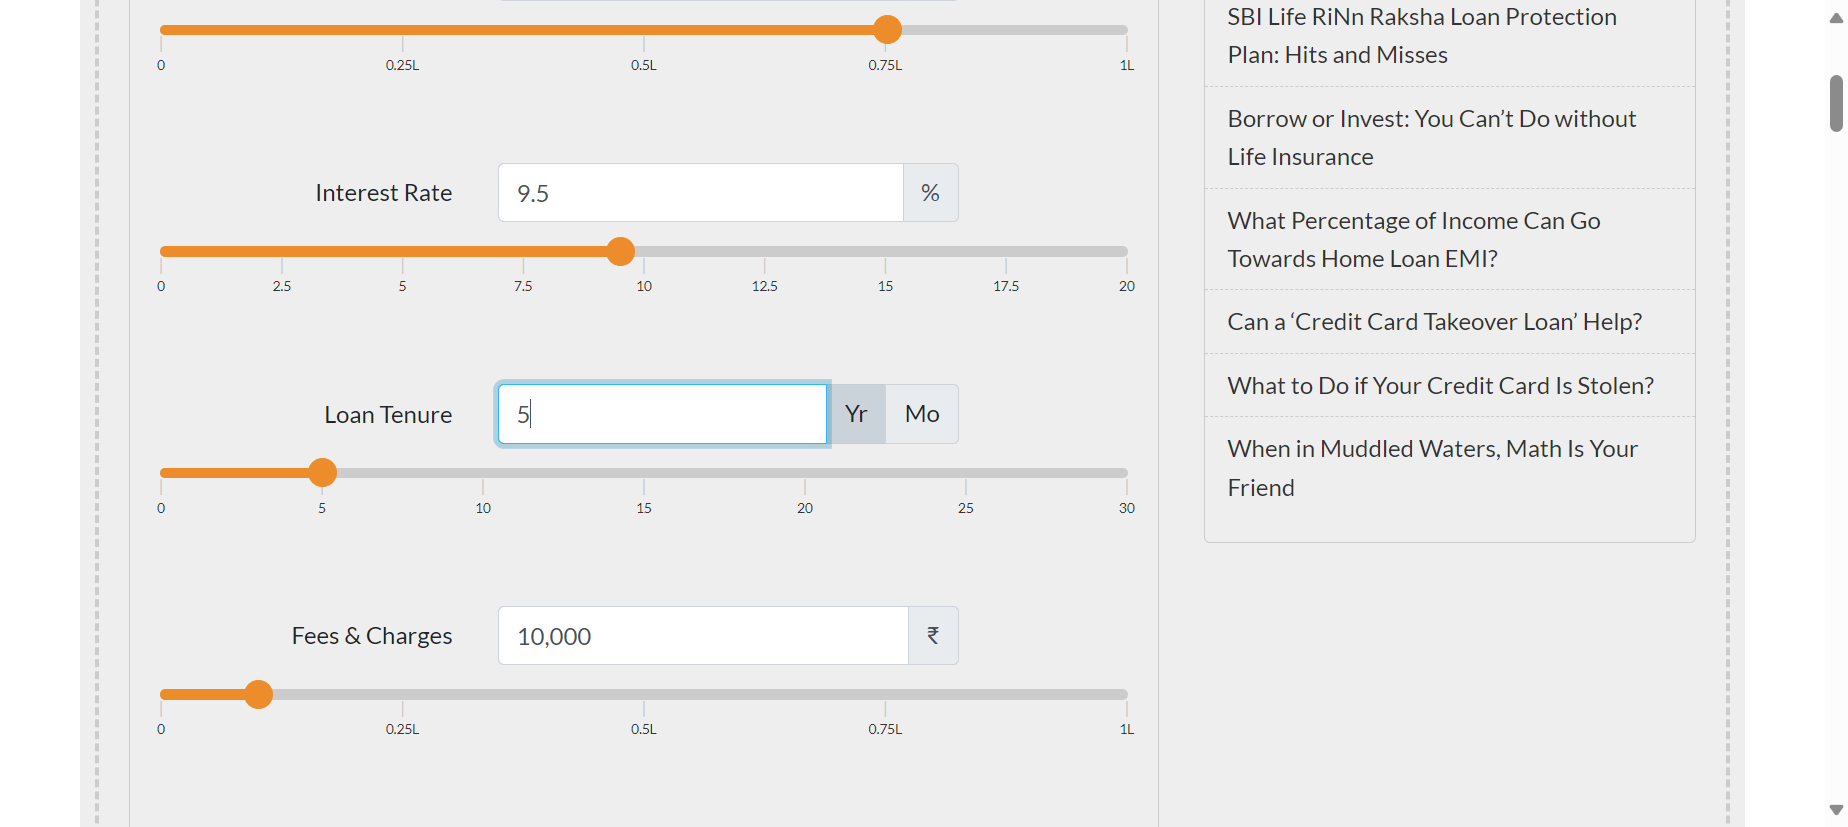 0 0.25L 0.5L 0.75L 1L
Interest Rate 9.5 %
0 2.5 5 7.5 10 12.5 15 17.5 20
Loan Tenure 5 Yr Mo
0 5 10 15 20 25 30
Fees & Charges 10,000 ₹
0 0.25L 0.5L 0.75L 1L
SBI Life RiNn Raksha Loan Protection
Plan: Hits and Misses
Borrow or Invest: You Can’t Do without
Life Insurance
What Percentage of Income Can Go
Towards Home Loan EMI?
Can a ‘Credit Card Takeover Loan’ Help?
What to Do if Your Credit Card Is Stolen?
When in Muddled Waters, Math Is Your
Friend